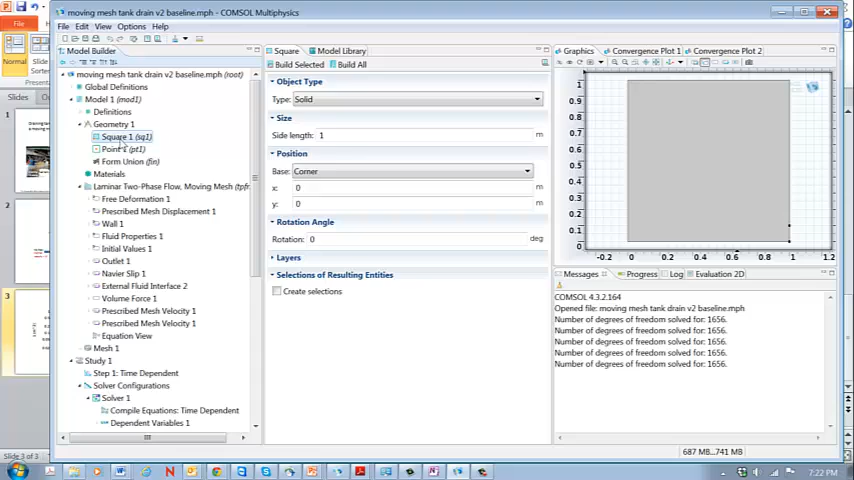 moving mesh tank drain v2 baseline.mph - COMSOL Multiphysics
File
File Edit View Options Help
Normal
Slides
Model Builder
moving mesh tank drain v2 baseline.mph (root)
Global Definitions
Model 1 (mod1)
Definitions
Geometry 1
Square 1 (sq1)
Point 1 (pt1)
Form Union (fin)
Materials
Laminar Two-Phase Flow, Moving Mesh (tpf
Free Deformation 1
Prescribed Mesh Displacement 1
Wall 1
Fluid Properties 1
Initial Values 1
Outlet 1
Navier Slip 1
External Fluid Interface 2
Volume Force 1
Prescribed Mesh Velocity 1
Prescribed Mesh Velocity 1
Equation View
Mesh 1
Study 1
Step 1: Time Dependent
Solver Configurations
Solver 1
Compile Equations: Time Dependent
Dependent Variables 1
Square Model Library
Build Selected Build All
Object Type
Type: Solid
Size
Side length: 1 m
Position
Base: Corner
x: 0 m
y: 0 m
Rotation Angle
Rotation: 0 deg
Layers
Selections of Resulting Entities
Create selections
Graphics Convergence Plot 1 Convergence Plot 2
1
0.9
0.8
0.7
0.6
0.5
0.4
0.3
0.2
0.1
0
-0.2 0 0.2 0.4 0.6 0.8 1 1.2
Messages Progress Log Evaluation 2D
COMSOL 4.3.2.164
Opened file: moving mesh tank drain v2 baseline.mph
Number of degrees of freedom solved for: 1656.
Number of degrees of freedom solved for: 1656.
Number of degrees of freedom solved for: 1656.
Number of degrees of freedom solved for: 1656.
Number of degrees of freedom solved for: 1656.
687 MB...741 MB
1
2
3
Slide 3 of 3
7:22 PM